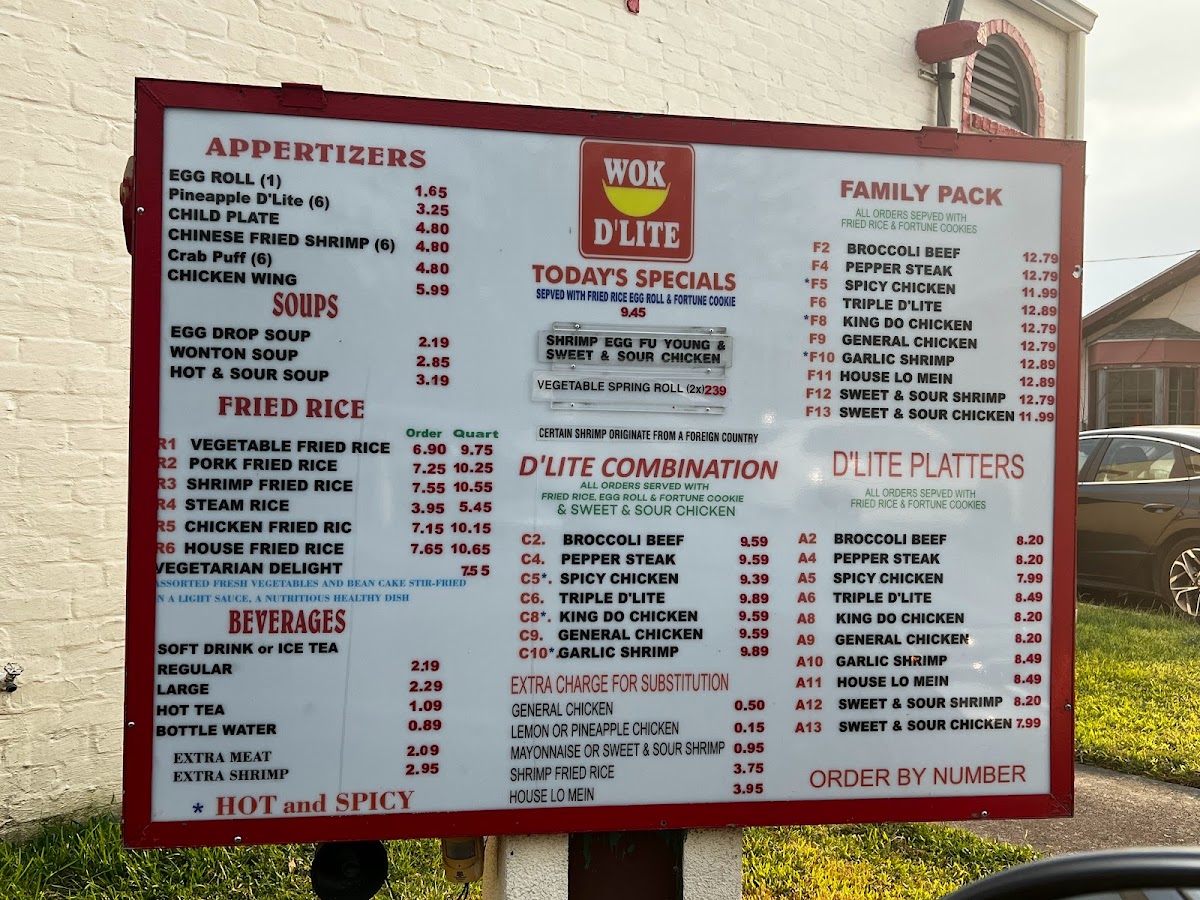 APPERTIZERS
EGG ROLL (1) 1.65
Pineapple D'Lite (6) 3.25
CHILD PLATE 4.80
CHINESE FRIED SHRIMP (6) 4.80
Crab Puff (6) 4.80
CHICKEN WING 5.99
SOUPS
EGG DROP SOUP 2.19
WONTON SOUP 2.85
HOT & SOUR SOUP 3.19
FRIED RICE
Order Quart
R1 VEGETABLE FRIED RICE 6.90 9.75
R2 PORK FRIED RICE 7.25 10.25
R3 SHRIMP FRIED RICE 7.55 10.55
R4 STEAM RICE 3.95 5.45
R5 CHICKEN FRIED RIC 7.15 10.15
R6 HOUSE FRIED RICE 7.65 10.65
VEGETARIAN DELIGHT 7.55
ASSORTED FRESH VEGETABLES AND BEAN CAKE STIR-FRIED
IN A LIGHT SAUCE, A NUTRITIOUS HEALTHY DISH
BEVERAGES
SOFT DRINK or ICE TEA
REGULAR 2.19
LARGE 2.29
HOT TEA 1.09
BOTTLE WATER 0.89
EXTRA MEAT 2.09
EXTRA SHRIMP 2.95
* HOT and SPICY
WOK
D'LITE
TODAY'S SPECIALS
SERVED WITH FRIED RICE EGG ROLL & FORTUNE COOKIE
9.45
SHRIMP EGG FU YOUNG &
SWEET & SOUR CHICKEN
VEGETABLE SPRING ROLL (2x) 239
CERTAIN SHRIMP ORIGINATE FROM A FOREIGN COUNTRY
D'LITE COMBINATION
ALL ORDERS SERVED WITH
FRIED RICE, EGG ROLL & FORTUNE COOKIE
& SWEET & SOUR CHICKEN
C2. BROCCOLI BEEF 9.59
C4. PEPPER STEAK 9.59
C5*. SPICY CHICKEN 9.39
C6. TRIPLE D'LITE 9.89
C8*. KING DO CHICKEN 9.59
C9. GENERAL CHICKEN 9.59
C10*. GARLIC SHRIMP 9.89
EXTRA CHARGE FOR SUBSTITUTION
GENERAL CHICKEN 0.50
LEMON OR PINEAPPLE CHICKEN 0.15
MAYONNAISE OR SWEET & SOUR SHRIMP 0.95
SHRIMP FRIED RICE 3.75
HOUSE LO MEIN 3.95
FAMILY PACK
ALL ORDERS SERVED WITH
FRIED RICE & FORTUNE COOKIES
F2 BROCCOLI BEEF 12.79
F4 PEPPER STEAK 12.79
*F5 SPICY CHICKEN 11.99
F6 TRIPLE D'LITE 12.89
*F8 KING DO CHICKEN 12.79
F9 GENERAL CHICKEN 12.79
*F10 GARLIC SHRIMP 12.89
F11 HOUSE LO MEIN 12.89
F12 SWEET & SOUR SHRIMP 12.79
F13 SWEET & SOUR CHICKEN 11.99
D'LITE PLATTERS
ALL ORDERS SERVED WITH
FRIED RICE & FORTUNE COOKIES
A2 BROCCOLI BEEF 8.20
A4 PEPPER STEAK 8.20
A5 SPICY CHICKEN 7.99
A6 TRIPLE D'LITE 8.49
A8 KING DO CHICKEN 8.20
A9 GENERAL CHICKEN 8.20
A10 GARLIC SHRIMP 8.49
A11 HOUSE LO MEIN 8.49
A12 SWEET & SOUR SHRIMP 8.20
A13 SWEET & SOUR CHICKEN 7.99
ORDER BY NUMBER